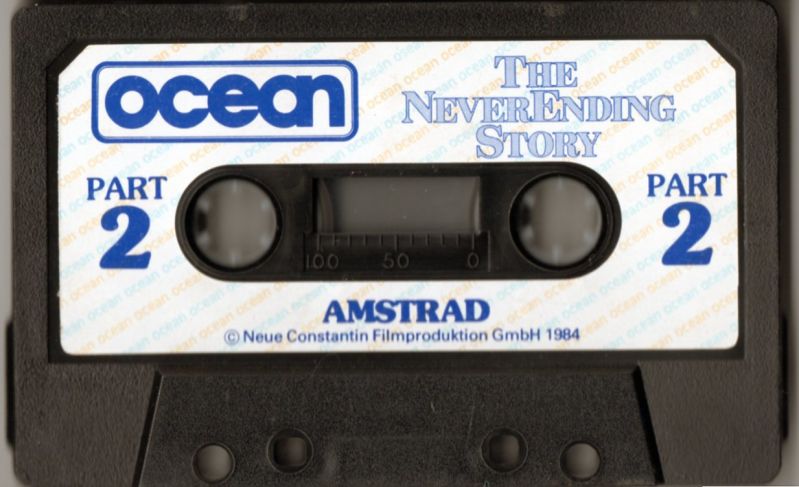 ocean
THE
NEVERENDING
STORY
PART
2
PART
2
100 50 0
AMSTRAD
© Neue Constantin Filmproduktion GmbH 1984